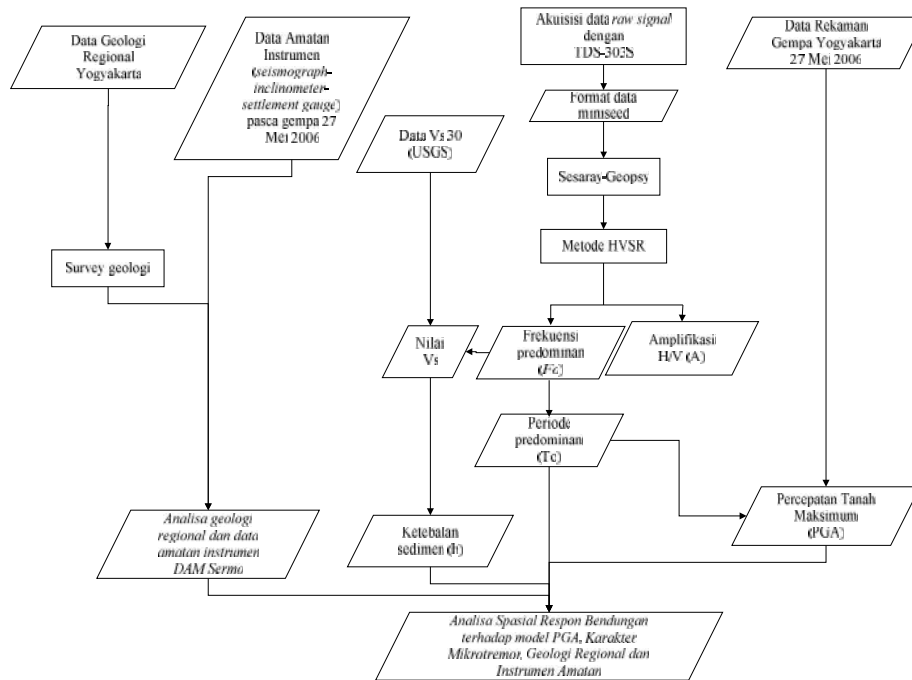 Data Geologi
Regional
Yogyakarta
Data Amatan
Instrumen
(seismograph-
inclinometer-
settlement gauge)
pasca gempa 27
Mei 2006
Akuisisi data raw signal
dengan
TDS-303S
Data Rekaman
Gempa Yogyakarta
27 Mei 2006
Format data
miniseed
Data Vs 30
(USGS)
Sesaray-Geopsy
Metode HVSR
Survey geologi
Nilai
Vs
Frekuensi
predominan
(Fo)
Amplifikasi
H/V (A)
Periode
predominan
(To)
Percepatan Tanah
Maksimum
(PGA)
Analisa geologi
regional dan data
amatan instrumen
DAM Sermo
Ketebalan
sedimen (h)
Analisa Spasial Respon Bendungan
terhadap model PGA, Karakter
Mikrotremor, Geologi Regional dan
Instrumen Amatan